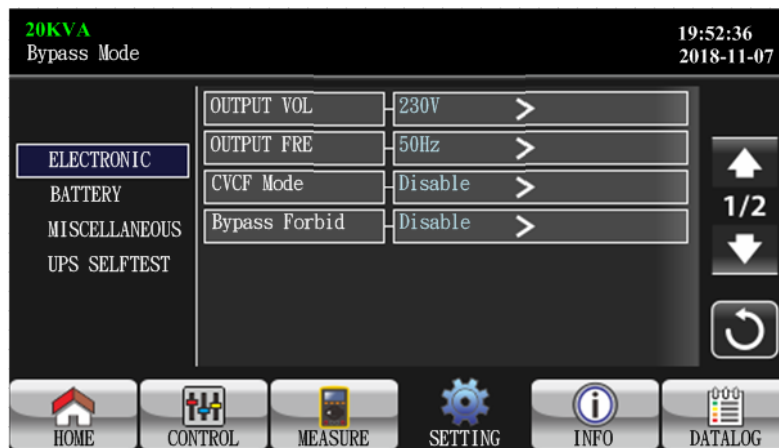 20KVA
Bypass Mode
19:52:36
2018-11-07
ELECTRONIC
BATTERY
MISCELLANEOUS
UPS SELFTEST
OUTPUT VOL 230V >
OUTPUT FRE 50Hz >
CVCF Mode Disable >
Bypass Forbid Disable >
1/2
HOME CONTROL MEASURE SETTING INFO DATALOG